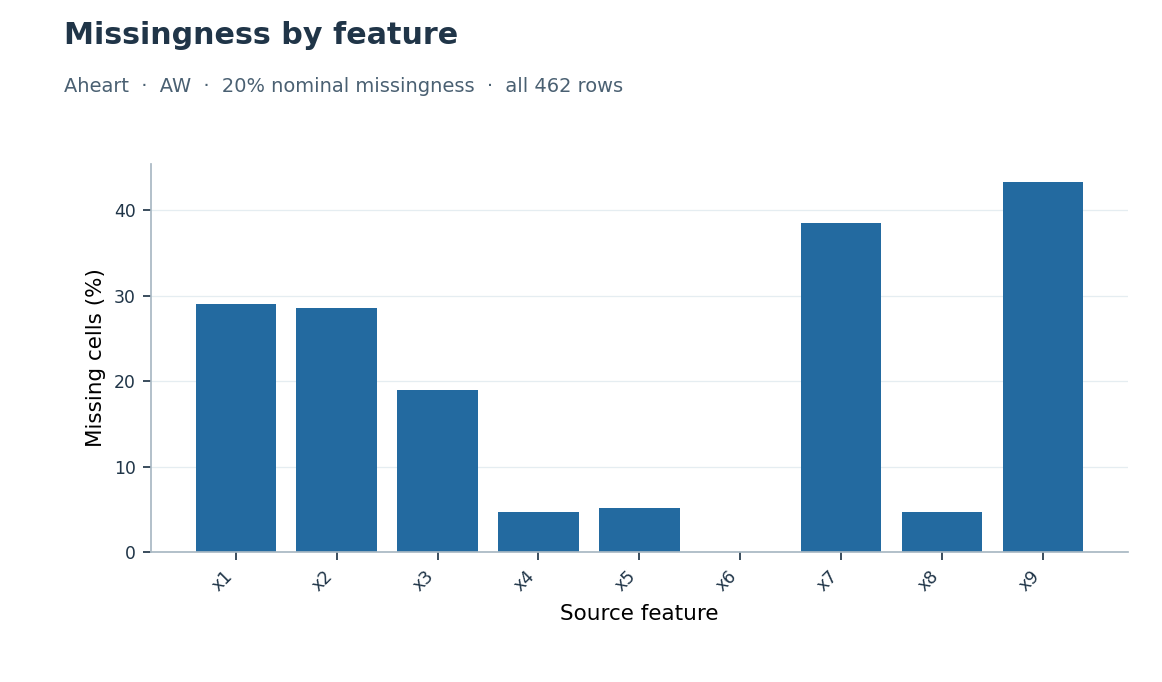 Missingness by feature
Aheart · AW · 20% nominal missingness · all 462 rows
Missing cells (%)
40
30
20
10
0
x1 x2 x3 x4 x5 x6 x7 x8 x9
Source feature